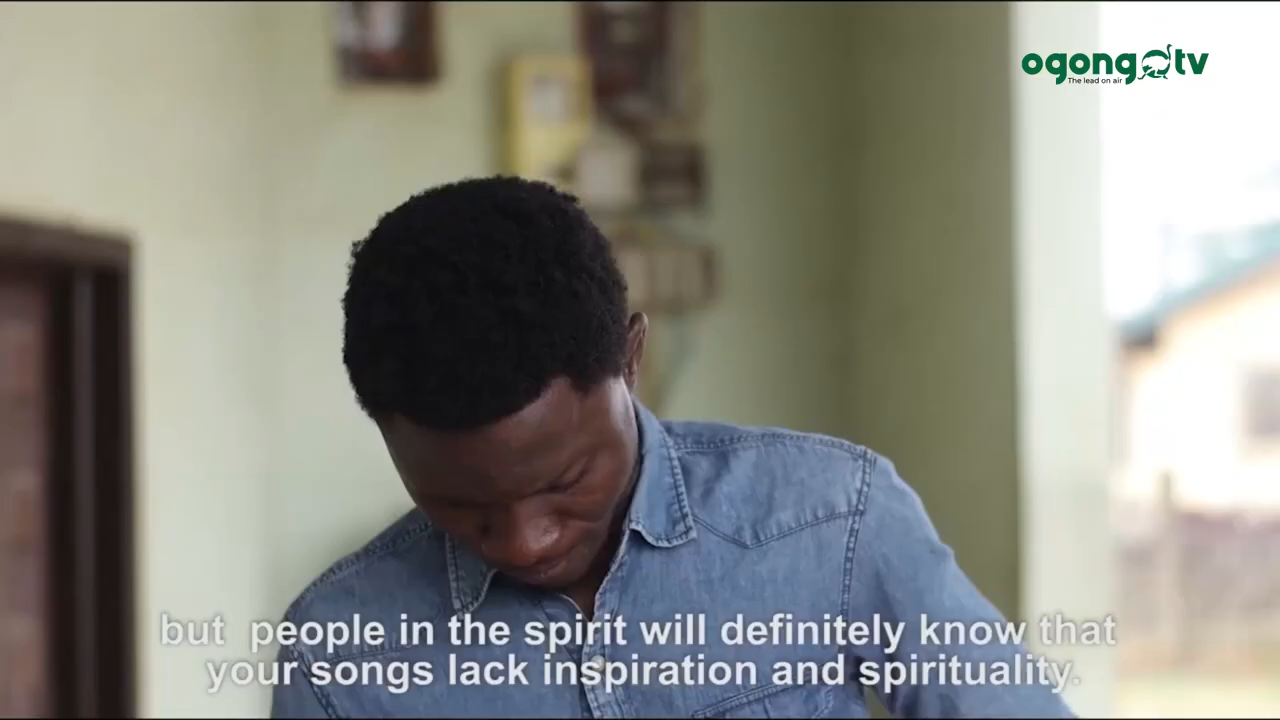 ogongotv
The lead on air
but people in the spirit will definitely know that
your songs lack inspiration and spirituality.